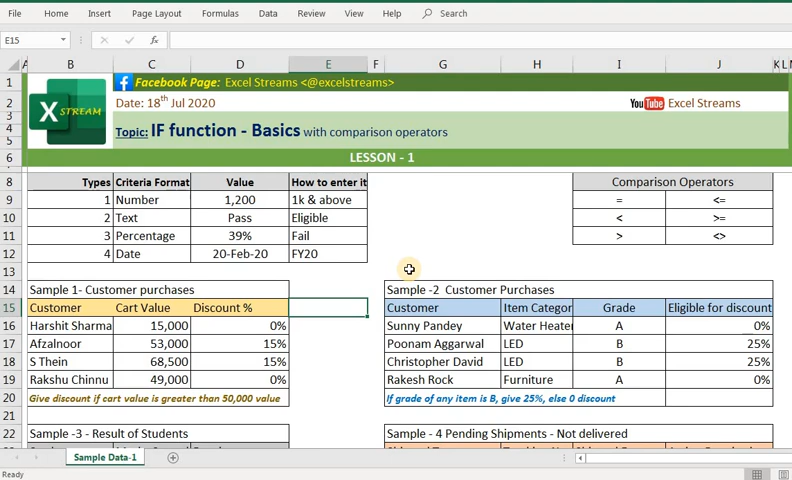 File Home Insert Page Layout Formulas Data Review View Help Search
E15 fx
A B C D E F G H I J K L
1 Facebook Page: Excel Streams <@excelstreams>
X STREAM
2 Date: 18th Jul 2020 YouTube Excel Streams
3
4 Topic: IF function - Basics with comparison operators
5
6 LESSON - 1
8 Types Criteria Format Value How to enter it Comparison Operators
9 1 Number 1,200 1k & above = <=
10 2 Text Pass Eligible < >=
11 3 Percentage 39% Fail > <>
12 4 Date 20-Feb-20 FY20
13
14 Sample 1- Customer purchases Sample -2 Customer Purchases
15 Customer Cart Value Discount % Customer Item Categor Grade Eligible for discount
16 Harshit Sharma 15,000 0% Sunny Pandey Water Heater A 0%
17 Afzalnoor 53,000 15% Poonam Aggarwal LED B 25%
18 S Thein 68,500 15% Christopher David LED B 25%
19 Rakshu Chinnu 49,000 0% Rakesh Rock Furniture A 0%
20 Give discount if cart value is greater than 50,000 value If grade of any item is B, give 25%, else 0 discount
21
22 Sample -3 - Result of Students Sample - 4 Pending Shipments - Not delivered
Sample Data-1
Ready